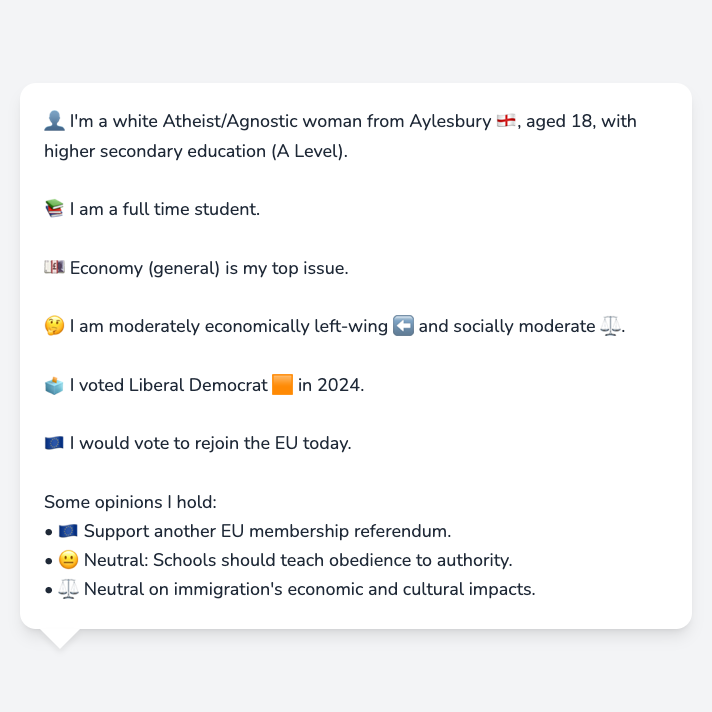 👤 I'm a white Atheist/Agnostic woman from Aylesbury 🏴󠁧󠁢󠁥󠁮󠁧󠁿, aged 18, with
higher secondary education (A Level).
📚 I am a full time student.
💷 Economy (general) is my top issue.
🤔 I am moderately economically left-wing ⬅️ and socially moderate ⚖️.
🗳️ I voted Liberal Democrat 🟧 in 2024.
🇪🇺 I would vote to rejoin the EU today.
Some opinions I hold:
• 🇪🇺 Support another EU membership referendum.
• 😐 Neutral: Schools should teach obedience to authority.
• ⚖️ Neutral on immigration's economic and cultural impacts.